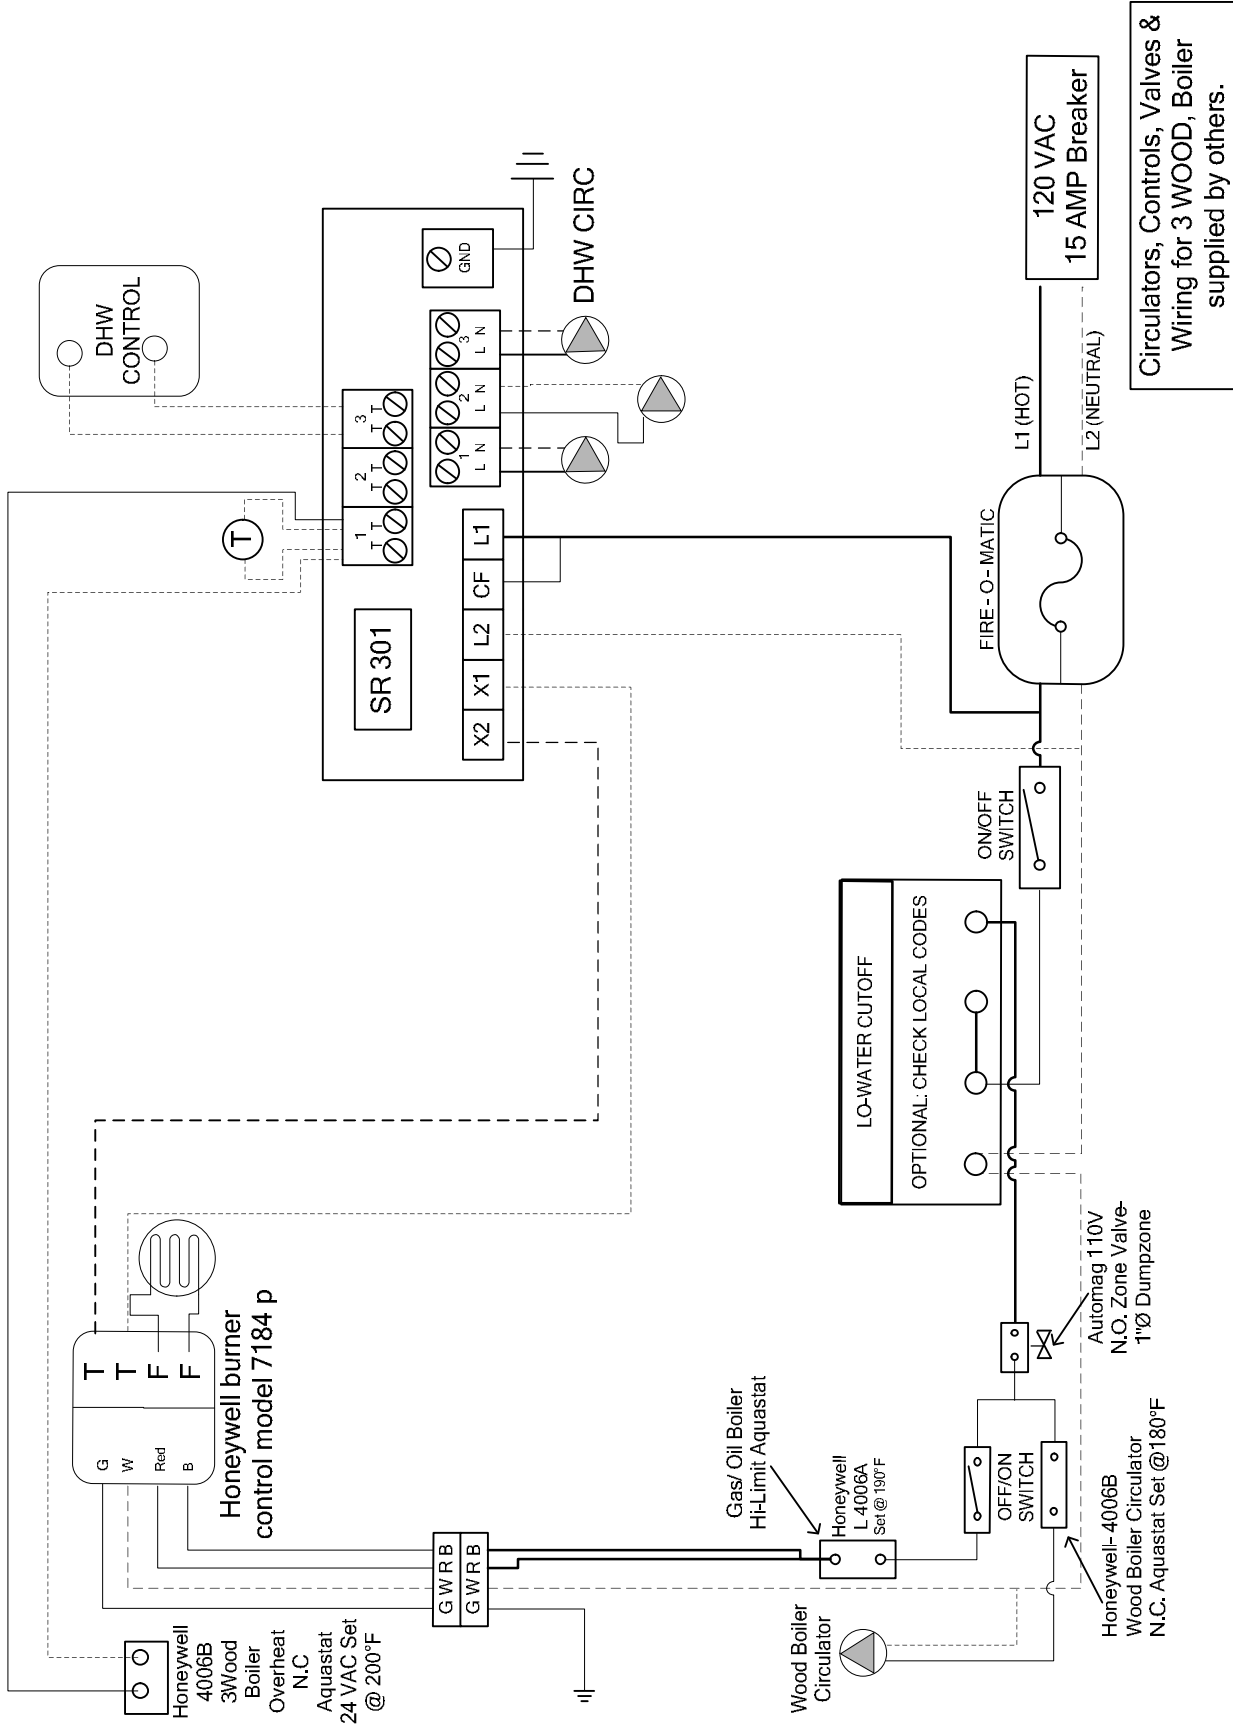 DHW
CONTROL
T
3
T
T
2
T
T
1
T
T
SR 301
GND
3
L N
2
L N
1
L N
L1
CF
L2
X1
X2
DHW CIRC
120 VAC
15 AMP Breaker
Circulators, Controls, Valves &
Wiring for 3 WOOD, Boiler
supplied by others.
L1 (HOT)
L2 (NEUTRAL)
FIRE - O - MATIC
ON/OFF
SWITCH
LO-WATER CUTOFF
OPTIONAL: CHECK LOCAL CODES
T
T
F
F
G
W
Red
B
Honeywell burner
control model 7184 p
G W R B
G W R B
Honeywell
4006B
3Wood
Boiler
Overheat
N.C
Aquastat
24 VAC Set
@ 200°F
Gas/ Oil Boiler
Hi-Limit Aquastat
Honeywell
L 4006A
Set @ 190°F
OFF/ON
SWITCH
Automag 110V
N.O. Zone Valve-
1"Ø Dumpzone
Wood Boiler
Circulator
Honeywell- 4006B
Wood Boiler Circulator
N.C. Aquastat Set @180°F